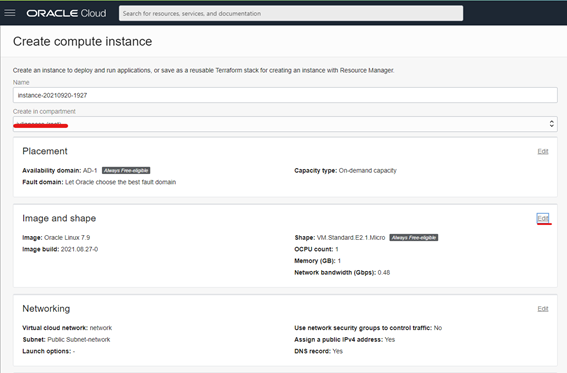 ORACLE Cloud
Search for resources, services, and documentation
Create compute instance
Create an instance to deploy and run applications, or save as a reusable Terraform stack for creating an instance with Resource Manager.
Name
instance-20210920-1927
Create in compartment
Placement
Edit
Availability domain: AD-1 Always Free-eligible
Capacity type: On-demand capacity
Fault domain: Let Oracle choose the best fault domain
Image and shape
Edit
Image: Oracle Linux 7.9
Shape: VM.Standard.E2.1.Micro Always Free-eligible
Image build: 2021.08.27-0
OCPU count: 1
Memory (GB): 1
Network bandwidth (Gbps): 0.48
Networking
Edit
Virtual cloud network: network
Use network security groups to control traffic: No
Subnet: Public Subnet-network
Assign a public IPv4 address: Yes
Launch options: -
DNS record: Yes